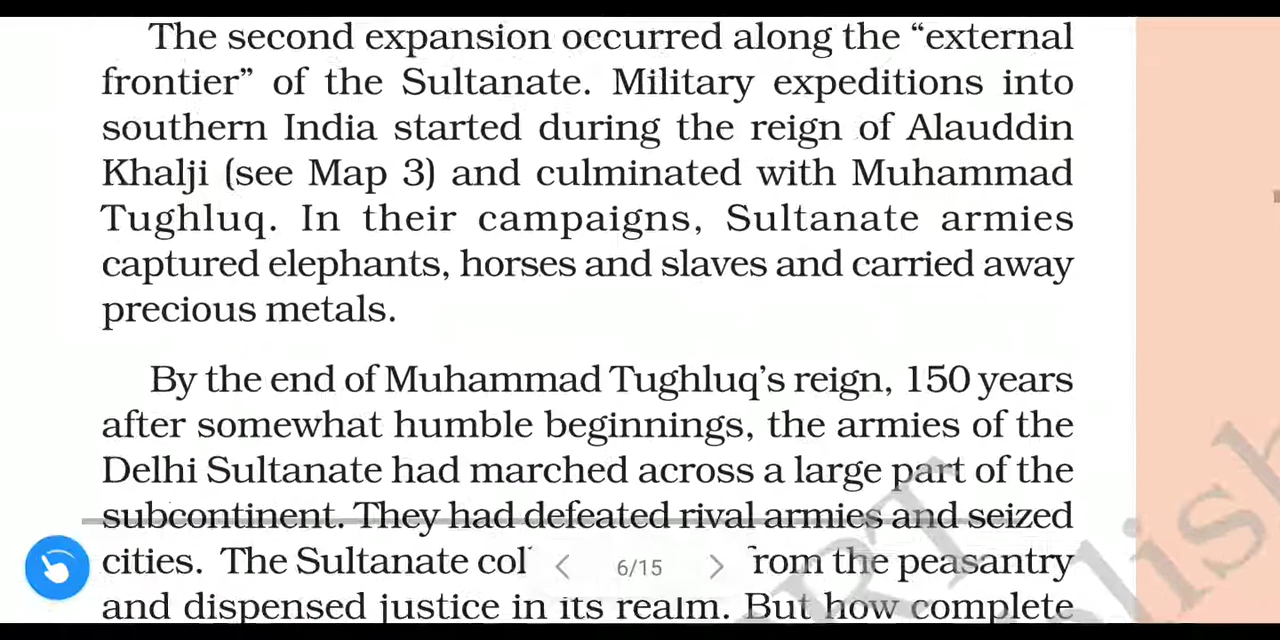 The second expansion occurred along the “external
frontier” of the Sultanate. Military expeditions into
southern India started during the reign of Alauddin
Khalji (see Map 3) and culminated with Muhammad
Tughluq. In their campaigns, Sultanate armies
captured elephants, horses and slaves and carried away
precious metals.
By the end of Muhammad Tughluq’s reign, 150 years
after somewhat humble beginnings, the armies of the
Delhi Sultanate had marched across a large part of the
subcontinent. They had defeated rival armies and seized
cities. The Sultanate col 6/15 rom the peasantry
and dispensed justice in its realm. But how complete